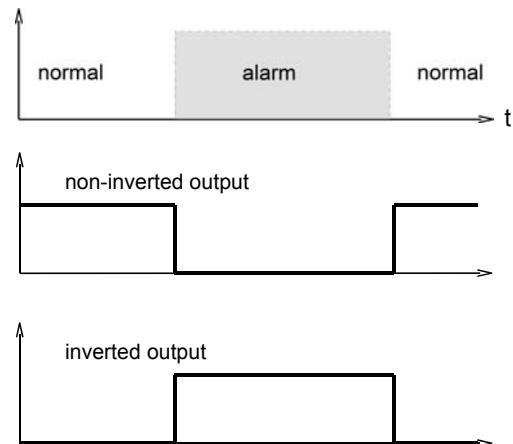 normal alarm normal
t
non-inverted output
inverted output